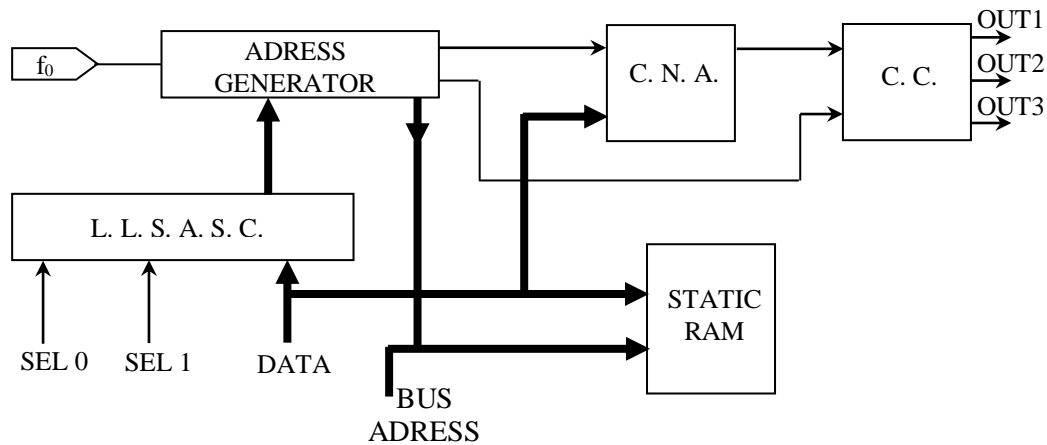 OUT1
f₀
ADRESS
GENERATOR
C. N. A.
C. C.
OUT2
OUT3
L. L. S. A. S. C.
STATIC
RAM
SEL 0
SEL 1
DATA
BUS
ADRESS